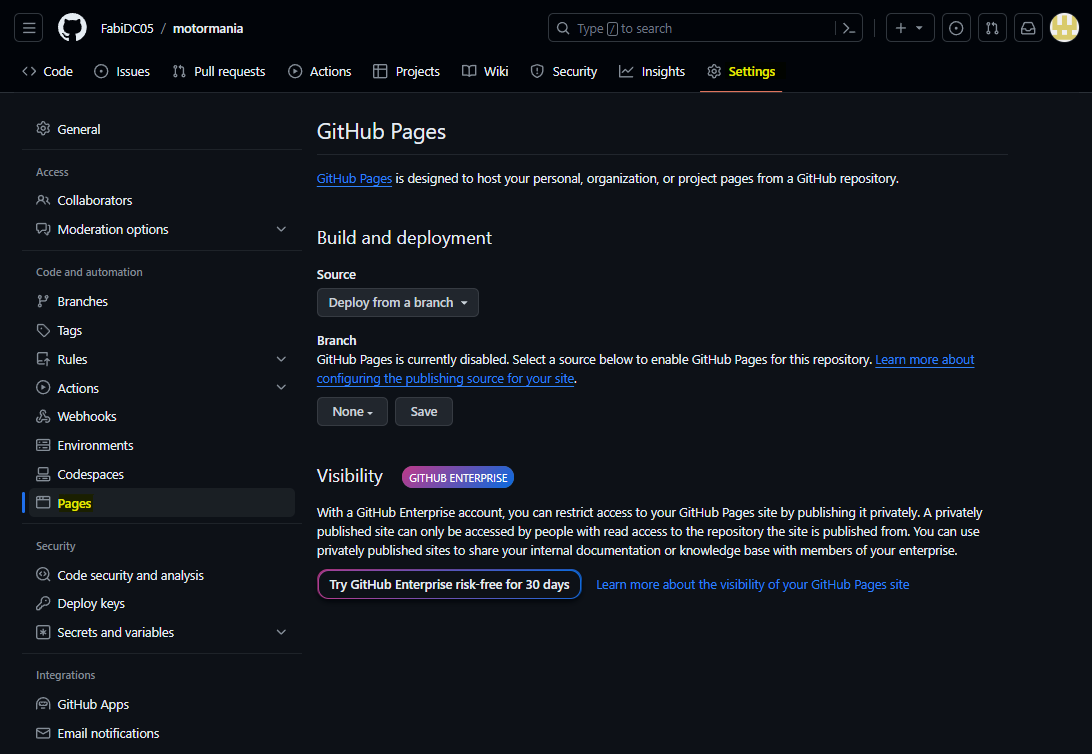 FabiDC05 / motormania
Type / to search
Code Issues Pull requests Actions Projects Wiki Security Insights Settings
General
Access
Collaborators
Moderation options
Code and automation
Branches
Tags
Rules
Actions
Webhooks
Environments
Codespaces
Pages
Security
Code security and analysis
Deploy keys
Secrets and variables
Integrations
GitHub Apps
Email notifications
GitHub Pages
GitHub Pages is designed to host your personal, organization, or project pages from a GitHub repository.
Build and deployment
Source
Deploy from a branch
Branch
GitHub Pages is currently disabled. Select a source below to enable GitHub Pages for this repository. Learn more about
configuring the publishing source for your site.
None Save
Visibility GITHUB ENTERPRISE
With a GitHub Enterprise account, you can restrict access to your GitHub Pages site by publishing it privately. A privately
published site can only be accessed by people with read access to the repository the site is published from. You can use
privately published sites to share your internal documentation or knowledge base with members of your enterprise.
Try GitHub Enterprise risk-free for 30 days Learn more about the visibility of your GitHub Pages site